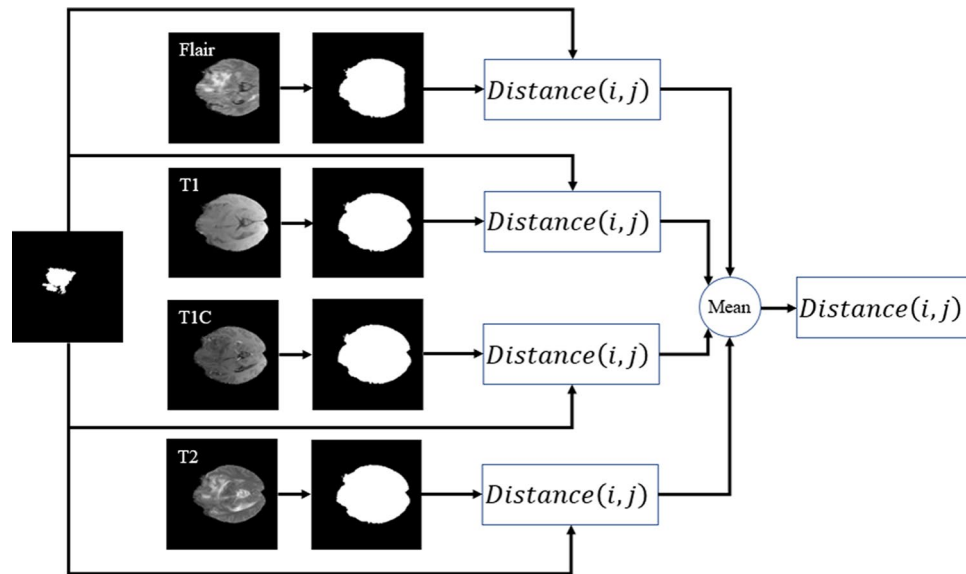 Flair
Distance(i,j)
T1
Distance(i,j)
Mean
Distance(i,j)
T1C
Distance(i,j)
T2
Distance(i,j)